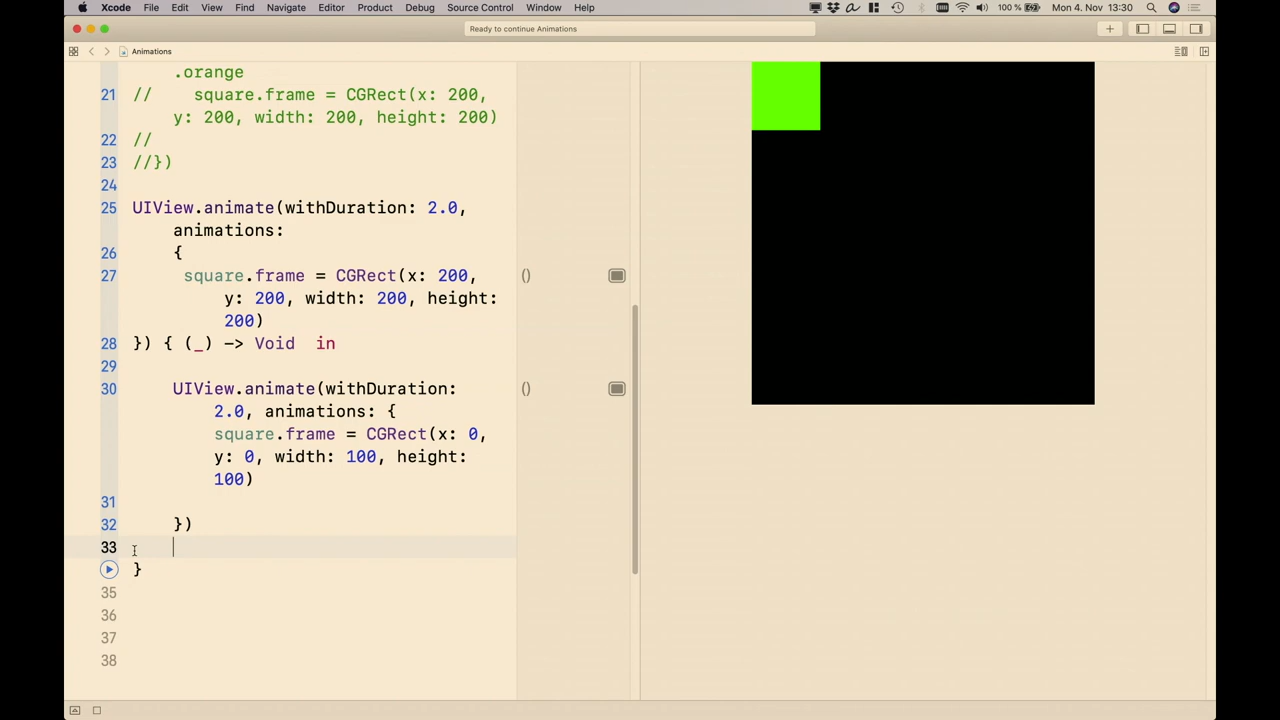 Xcode File Edit View Find Navigate Editor Product Debug Source Control Window Help 100 % Mon 4. Nov 13:30
Ready to continue Animations
Animations
.orange
21 //    square.frame = CGRect(x: 200,
y: 200, width: 200, height: 200)
22 //
23 //})
24
25 UIView.animate(withDuration: 2.0,
animations:
26 {
27 square.frame = CGRect(x: 200, ()
y: 200, width: 200, height:
200)
28 }) { (_) -> Void  in
29
30 UIView.animate(withDuration: ()
2.0, animations: {
square.frame = CGRect(x: 0,
y: 0, width: 100, height:
100)
31
32 })
33
}
35
36
37
38